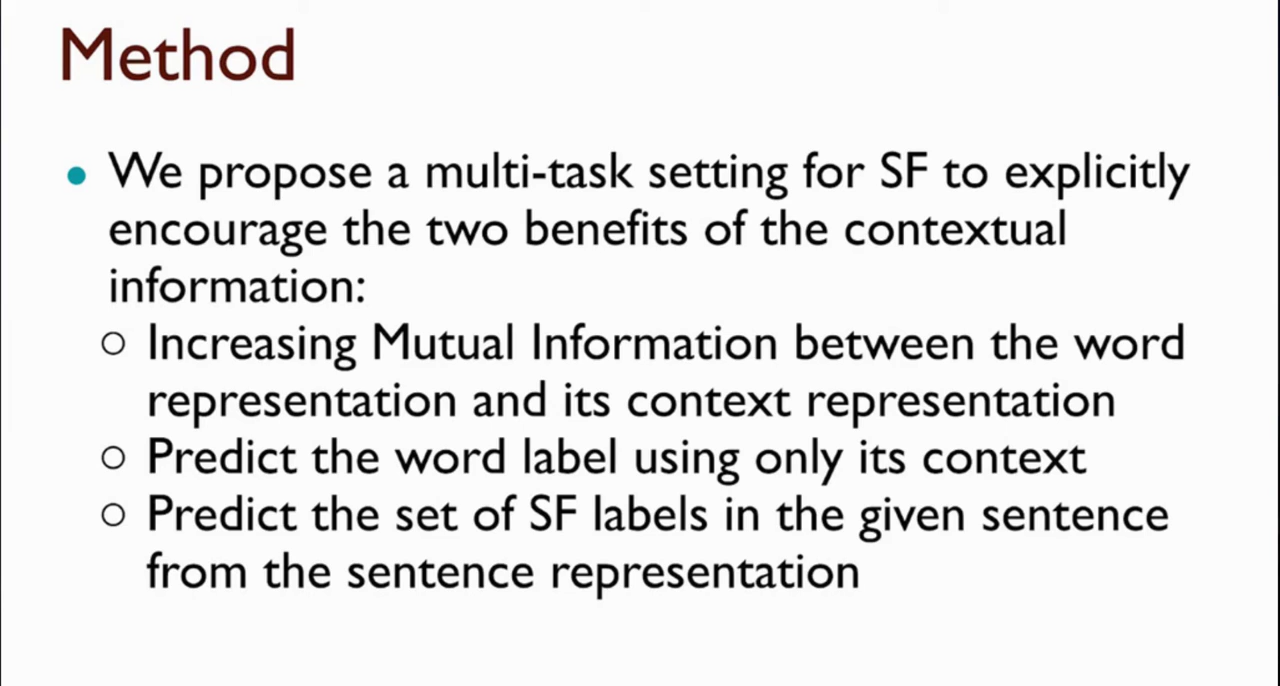 Method
• We propose a multi-task setting for SF to explicitly
encourage the two benefits of the contextual
information:
○ Increasing Mutual Information between the word
representation and its context representation
○ Predict the word label using only its context
○ Predict the set of SF labels in the given sentence
from the sentence representation